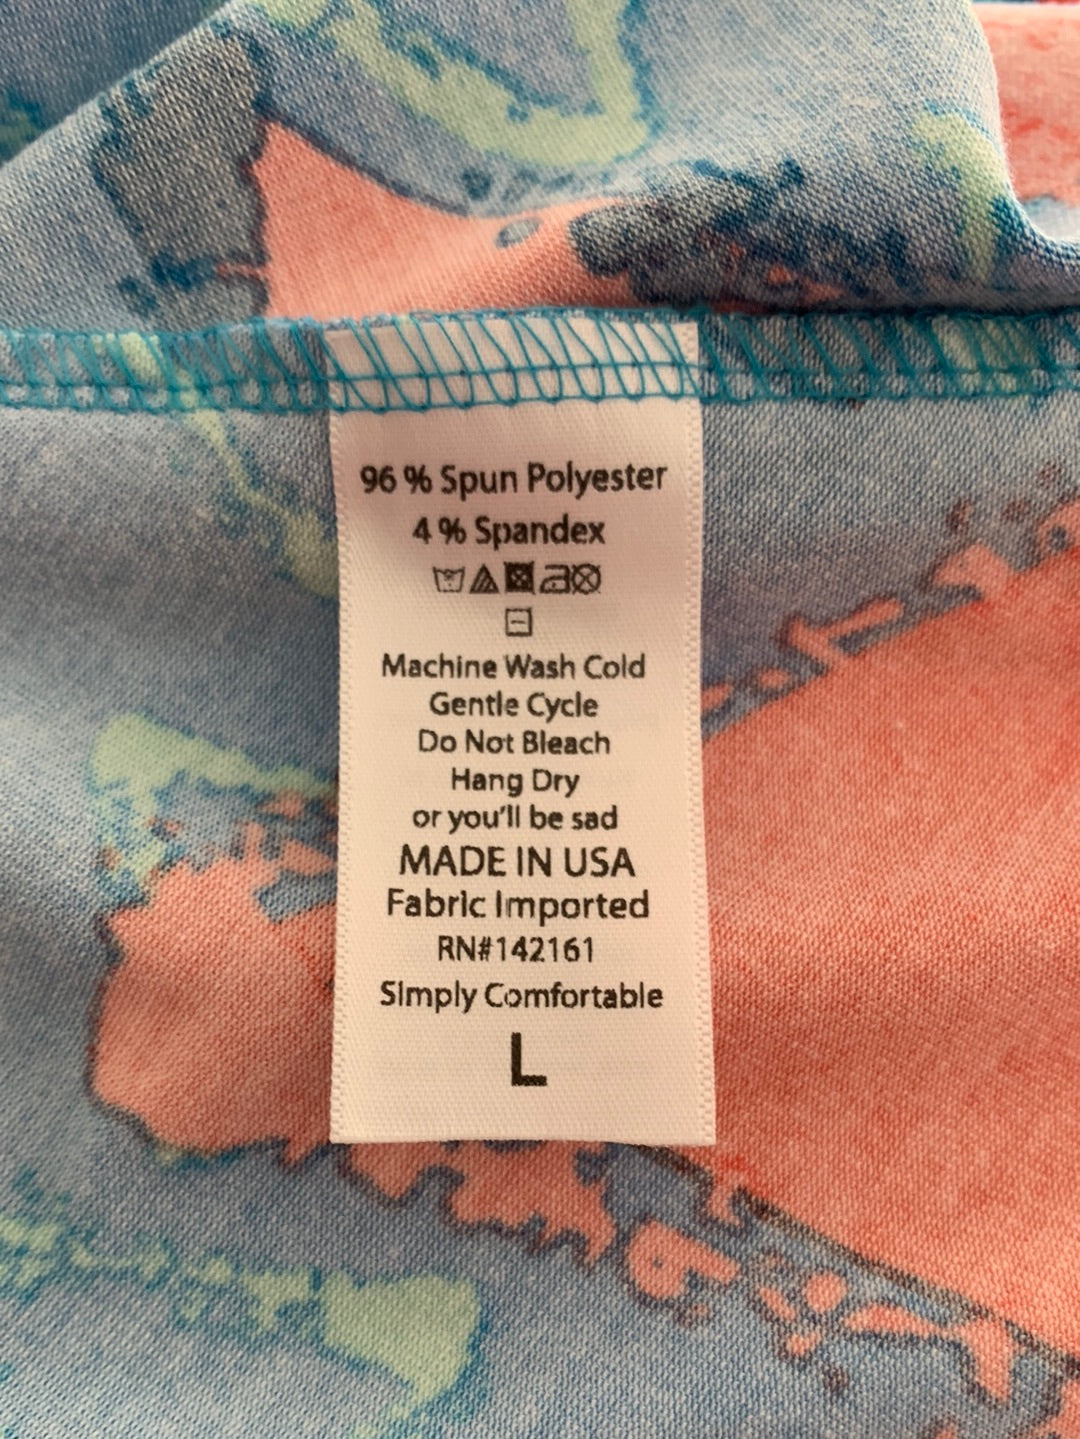 96 % Spun Polyester
4 % Spandex
Machine Wash Cold
Gentle Cycle
Do Not Bleach
Hang Dry
or you'll be sad
MADE IN USA
Fabric Imported
RN#142161
Simply Comfortable
L